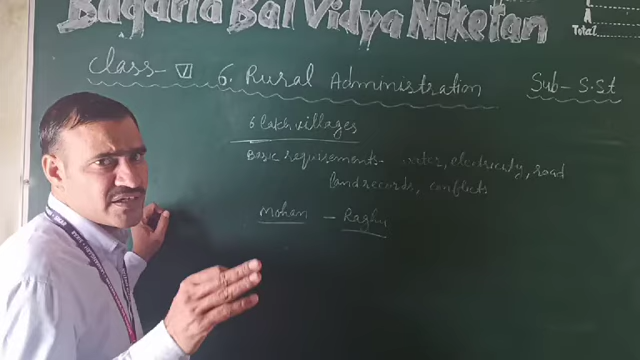 Bagaria Bal Vidya Niketan
A
Total
Class - VI 6. Rural Administration Sub - S.St
6 lakh villages
Basic requirements - water, electricity, road
land records, conflicts
Mohan - Raghu